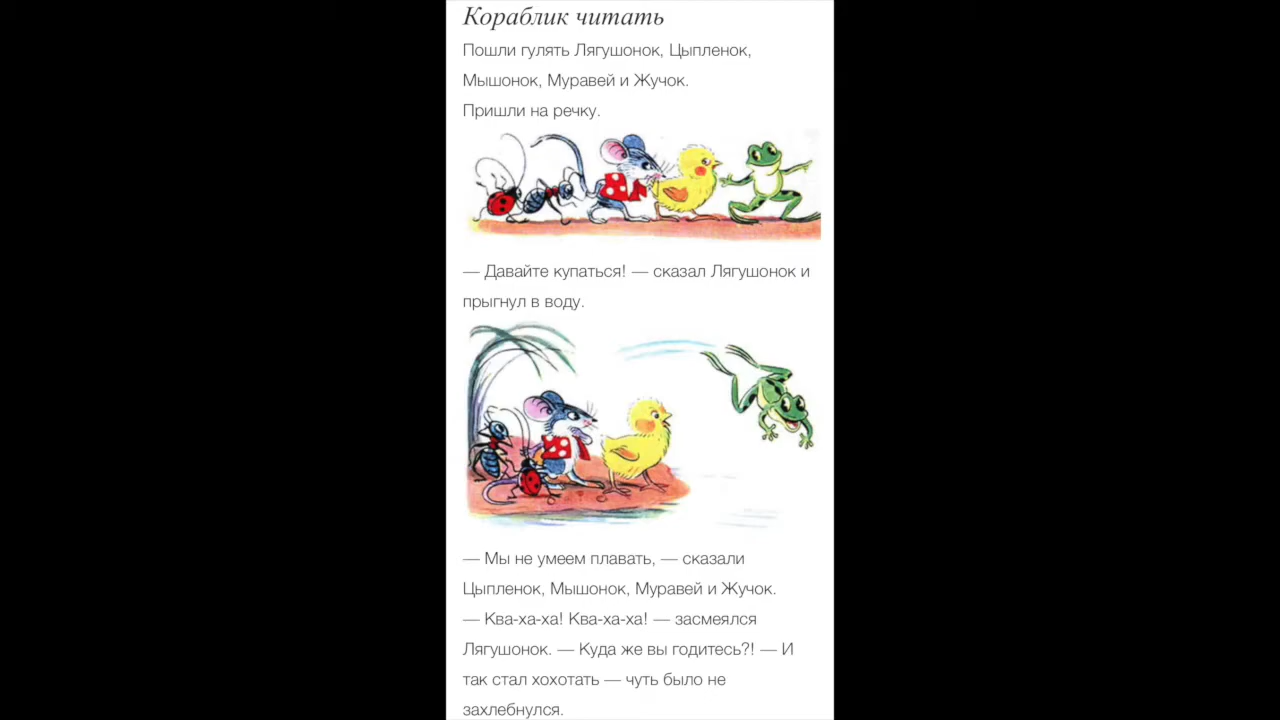 Кораблик читать
Пошли гулять Лягушонок, Цыпленок,
Мышонок, Муравей и Жучок.
Пришли на речку.
— Давайте купаться! — сказал Лягушонок и
прыгнул в воду.
— Мы не умеем плавать, — сказали
Цыпленок, Мышонок, Муравей и Жучок.
— Ква-ха-ха! Ква-ха-ха! — засмеялся
Лягушонок. — Куда же вы годитесь?! — И
так стал хохотать — чуть было не
захлебнулся.